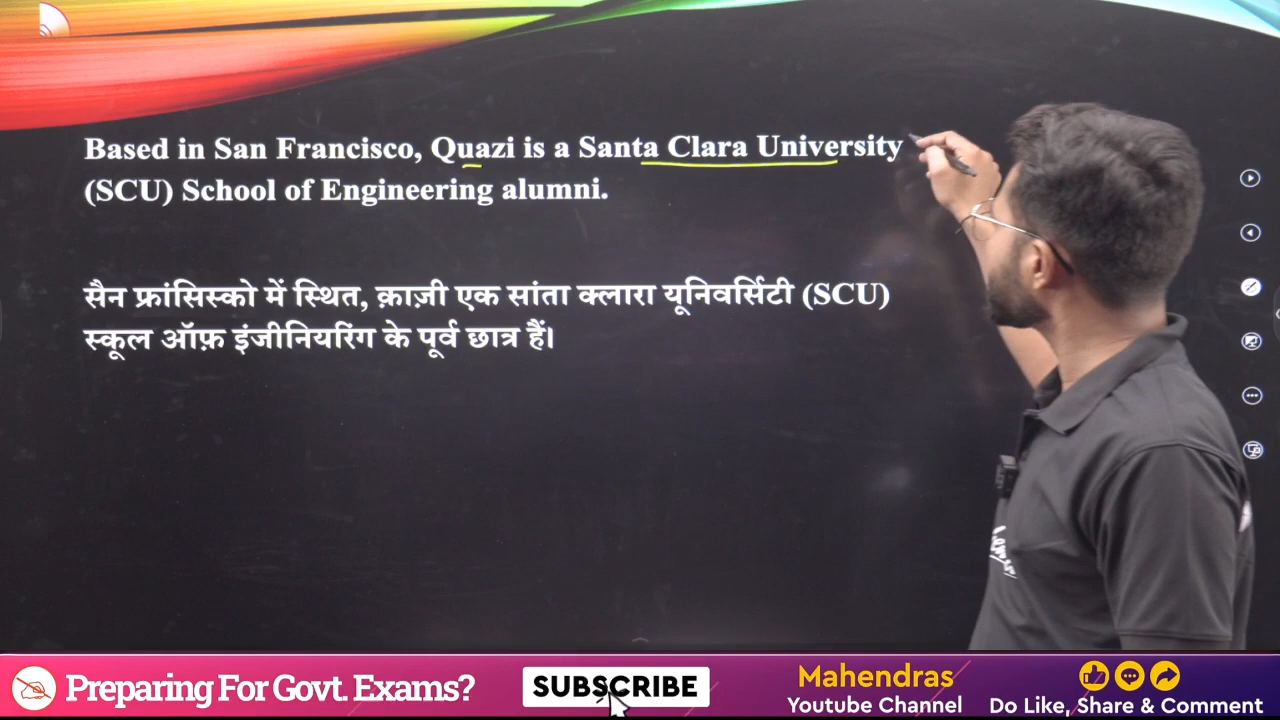 Based in San Francisco, Quazi is a Santa Clara University
(SCU) School of Engineering alumni.
सैन फ्रांसिस्को में स्थित, क़ाज़ी एक सांता क्लारा यूनिवर्सिटी (SCU)
स्कूल ऑफ़ इंजीनियरिंग के पूर्व छात्र हैं।
Preparing For Govt. Exams?
SUBSCRIBE
Mahendras
Youtube Channel
Do Like, Share & Comment